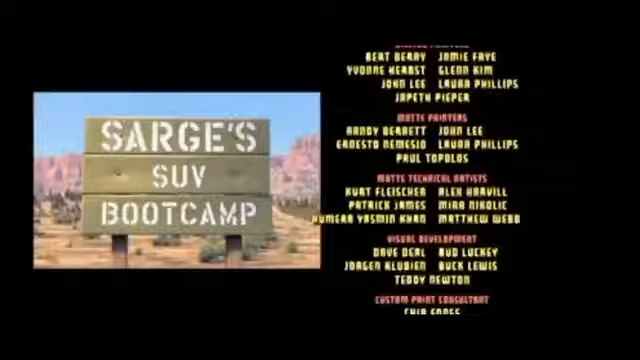 SARGE'S
SUV
BOOTCAMP
BERT BERRY JAMIE FRYE
YVONNE HERBST GLENN KIM
JOHN LEE LAURA PHILLIPS
JAPETH PIEPER
MATTE PAINTERS
RANDY BERRETT JOHN LEE
ERNESTO NEMESIO LAURA PHILLIPS
PAUL TOPOLOS
MATTE TECHNICAL ARTISTS
KURT FLEISCHER ALEX HARVILL
PATRICK JAMES MIRA NIKOLIC
HUMERA YASMIN KHAN MATTHEW WEBB
VISUAL DEVELOPMENT
DAVE DEAL BUD LUCKEY
JORGEN KLUBIEN BUCK LEWIS
TEDDY NEWTON
CUSTOM PAINT CONSULTANT